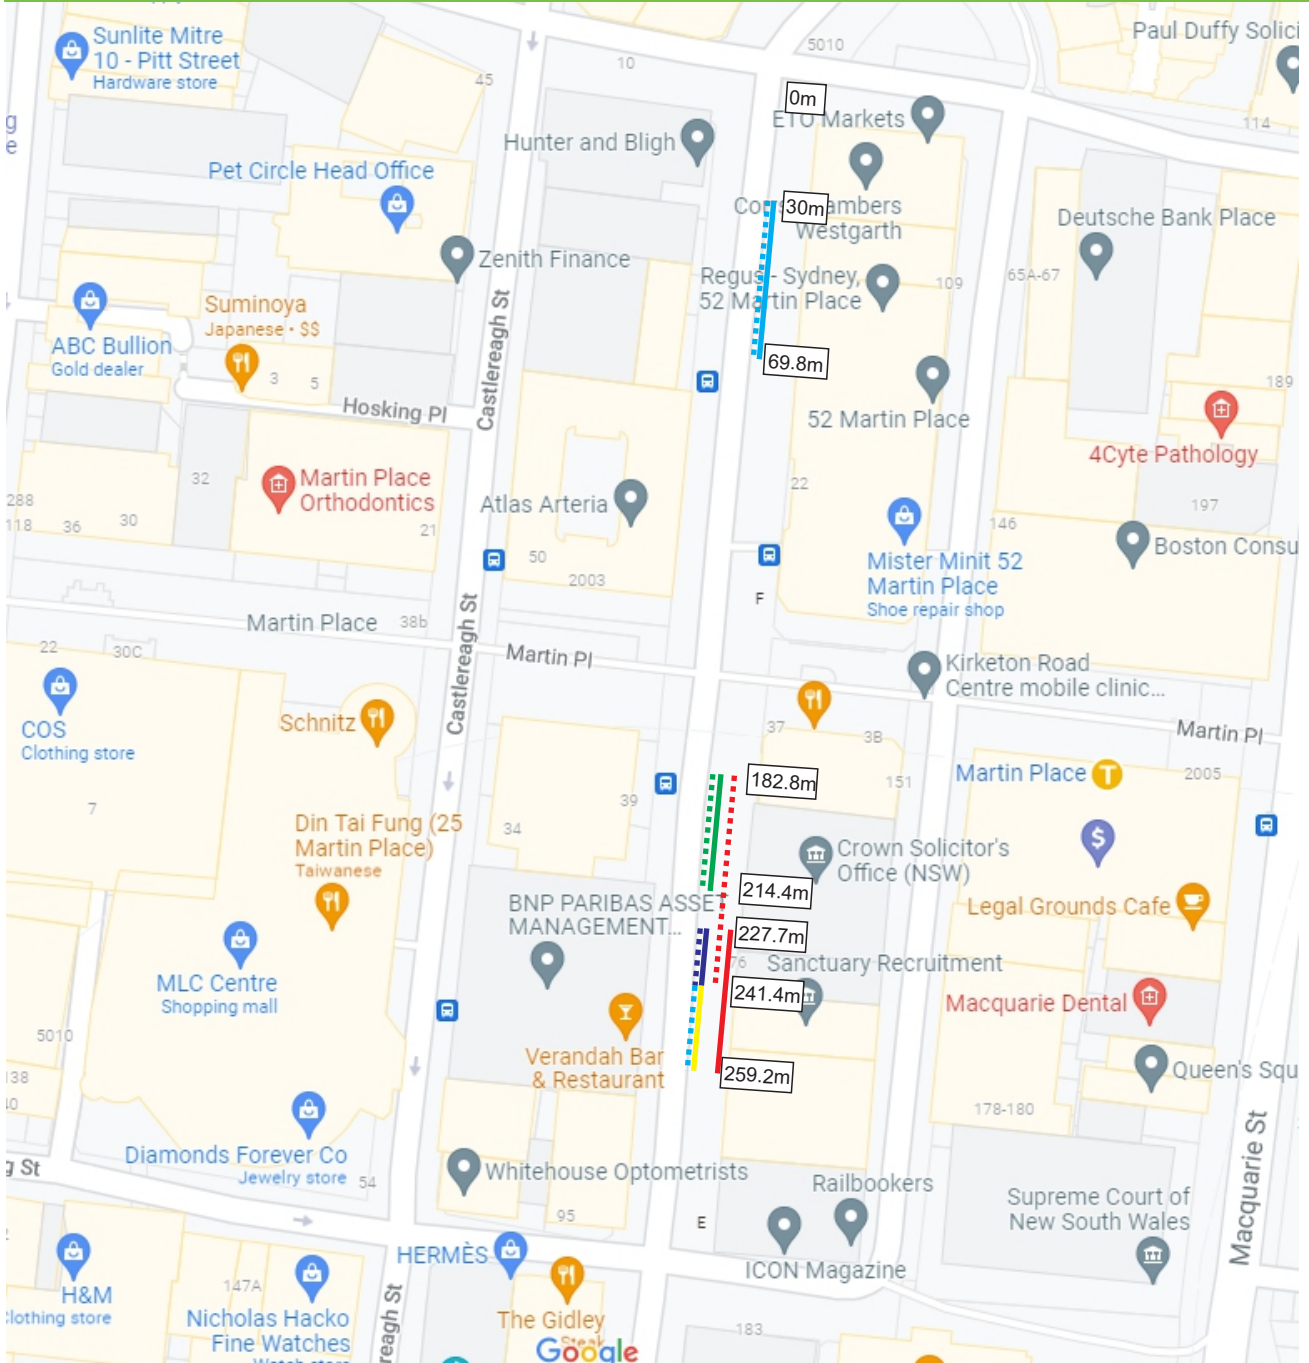 Sunlite Mitre
10 - Pitt Street
Hardware store
45
10
5010
Paul Duffy Solici
0m
ETO Markets
114
g
e
Hunter and Bligh
Pet Circle Head Office
30m
Westgarth
Deutsche Bank Place
Zenith Finance
Regus - Sydney,
52 Martin Place
109
65A-67
Suminoya
Japanese • $$
Castlereagh St
ABC Bullion
Gold dealer
3
5
69.8m
189
Hosking Pl
52 Martin Place
4Cyte Pathology
32
Martin Place
Orthodontics
21
288
118
36
30
Atlas Arteria
22
197
146
50
2003
Mister Minit 52
Martin Place
Shoe repair shop
Boston Consu
F
Martin Place
38b
Castlereagh St
Martin Pl
22
30C
Kirketon Road
Centre mobile clinic...
COS
Clothing store
Schnitz
37
3B
Martin Pl
182.8m
151
Martin Place
2005
7
39
34
Din Tai Fung (25
Martin Place)
Taiwanese
Crown Solicitor's
Office (NSW)
214.4m
BNP PARIBAS ASSET
MANAGEMENT...
Legal Grounds Cafe
227.7m
76
Sanctuary Recruitment
MLC Centre
Shopping mall
241.4m
Macquarie Dental
5010
Verandah Bar
& Restaurant
259.2m
Queen's Squ
138
40
178-180
Diamonds Forever Co
Jewelry store
54
g St
Whitehouse Optometrists
95
E
Railbookers
Supreme Court of
New South Wales
Macquarie St
HERMÈS
ICON Magazine
H&M
Clothing store
147A
Nicholas Hacko
Fine Watches
Watch store
reagh St
The Gidley
Steak
183
Google